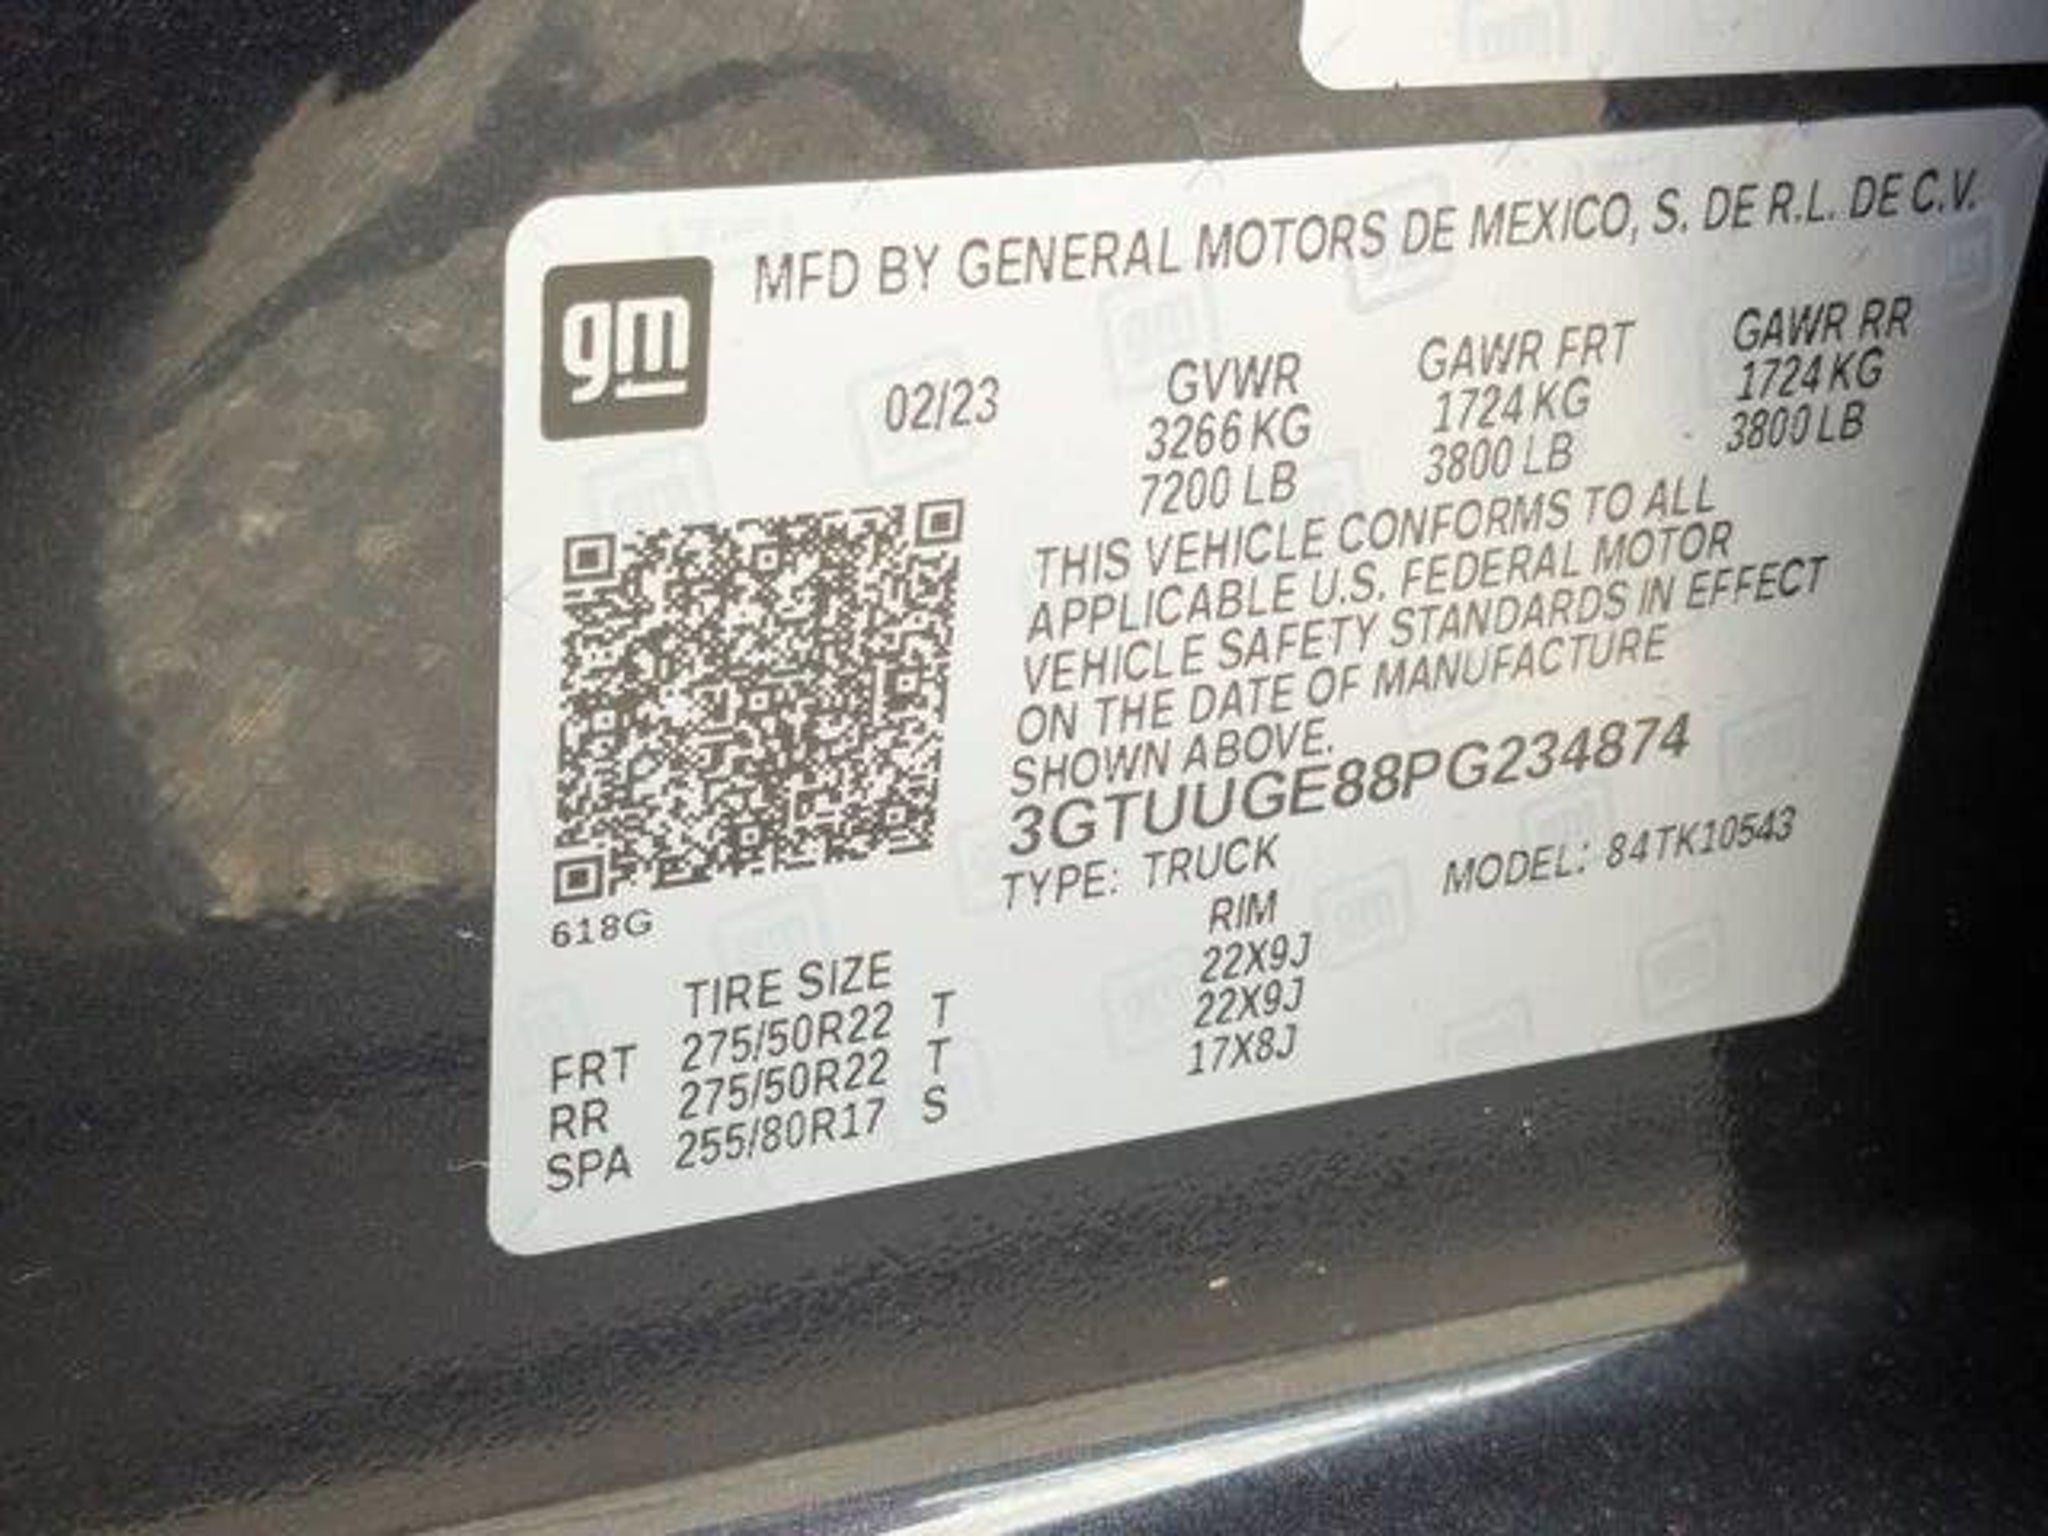 gm
MFD BY GENERAL MOTORS DE MEXICO, S. DE R.L. DE C.V.
02/23 GVWR GAWR FRT GAWR RR
3266 KG 1724 KG 1724 KG
7200 LB 3800 LB 3800 LB
THIS VEHICLE CONFORMS TO ALL
APPLICABLE U.S. FEDERAL MOTOR
VEHICLE SAFETY STANDARDS IN EFFECT
ON THE DATE OF MANUFACTURE
SHOWN ABOVE.
3GTUUGE88PG234874
TYPE: TRUCK MODEL: 84TK10543
618G
TIRE SIZE RIM
FRT 275/50R22 T 22X9J
RR 275/50R22 T 22X9J
SPA 255/80R17 S 17X8J